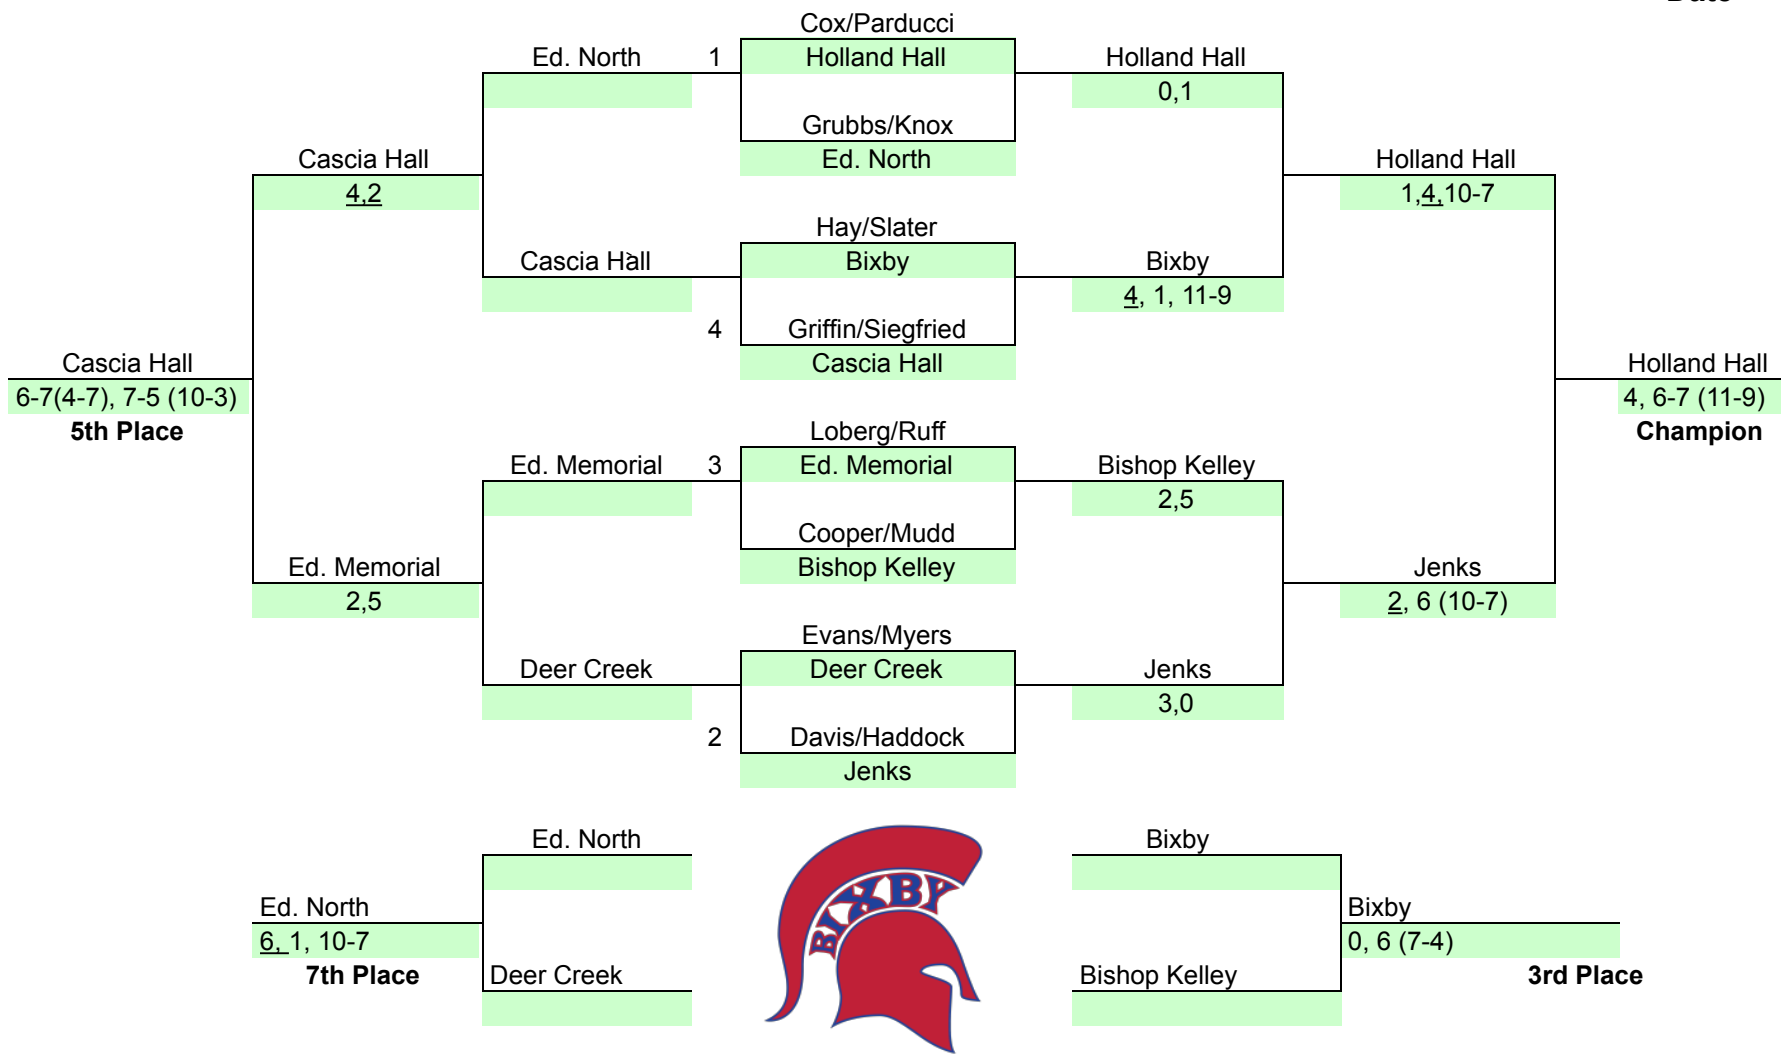 Cox/Parducci
Ed. North 1 Holland Hall Holland Hall
0,1
Grubbs/Knox
Cascia Hall Ed. North Holland Hall
4,2 1,4,10-7
Hay/Slater
Cascia Hall Bixby Bixby
4, 1, 11-9
4 Griffin/Siegfried
Cascia Hall Cascia Hall Holland Hall
6-7(4-7), 7-5 (10-3) 4, 6-7 (11-9)
5th Place Loberg/Ruff Champion
Ed. Memorial 3 Ed. Memorial Bishop Kelley
2,5
Cooper/Mudd
Ed. Memorial Bishop Kelley Jenks
2,5 2, 6 (10-7)
Evans/Myers
Deer Creek Deer Creek Jenks
3,0
2 Davis/Haddock
Jenks
Ed. North Bixby
BIXBY
Ed. North Bixby
6, 1, 10-7 0, 6 (7-4)
7th Place Deer Creek Bishop Kelley 3rd Place